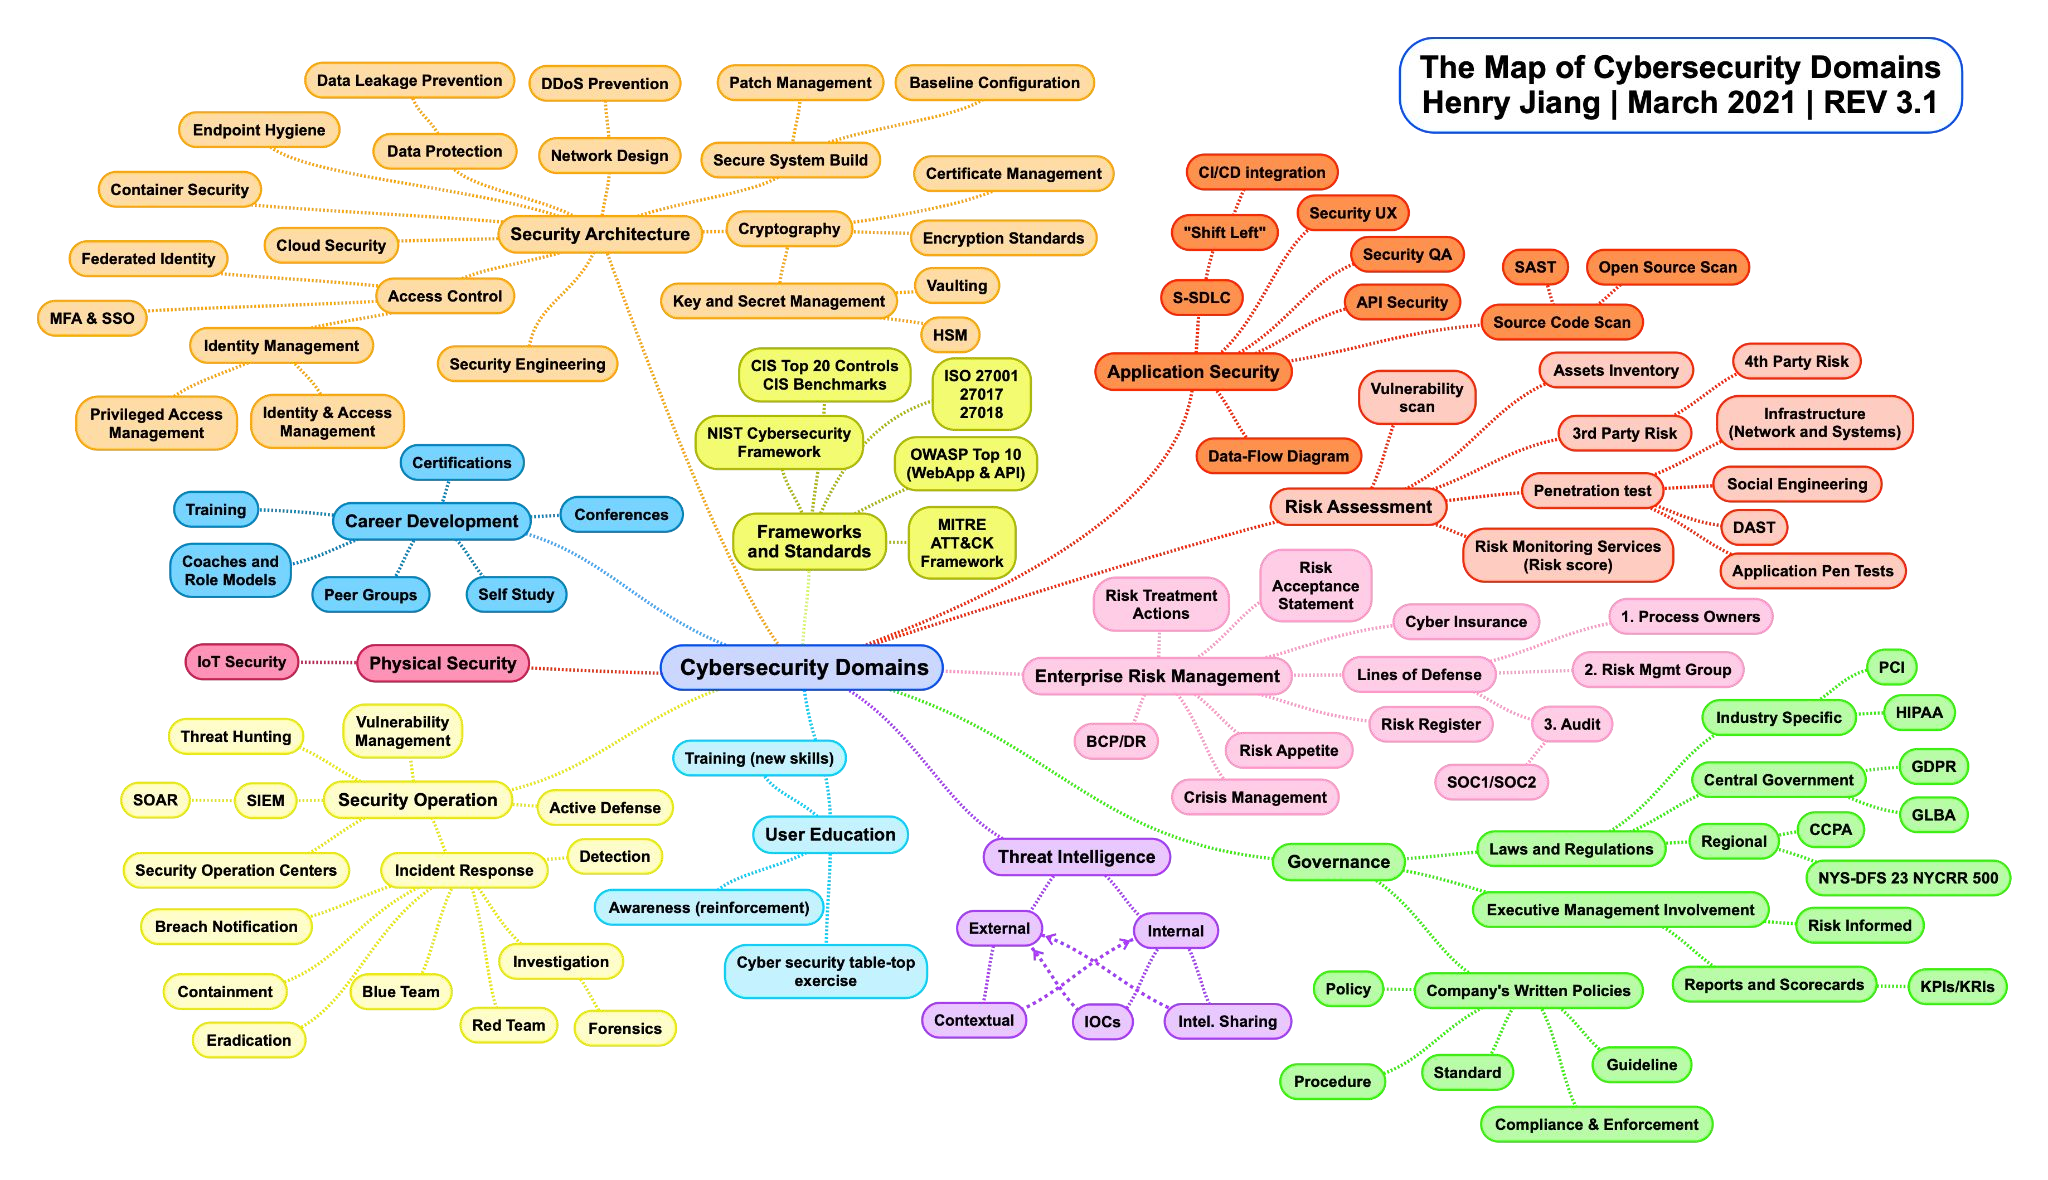 The Map of Cybersecurity Domains
Henry Jiang | March 2021 | REV 3.1
Data Leakage Prevention
DDoS Prevention
Patch Management
Baseline Configuration
Endpoint Hygiene
Data Protection
Network Design
Secure System Build
Container Security
Certificate Management
Security Architecture
Cryptography
Encryption Standards
Cloud Security
Federated Identity
Access Control
Key and Secret Management
Vaulting
HSM
MFA & SSO
Identity Management
Security Engineering
Privileged Access
Management
Identity & Access
Management
CI/CD integration
Security UX
"Shift Left"
Security QA
SAST
Open Source Scan
S-SDLC
API Security
Source Code Scan
Application Security
Data-Flow Diagram
CIS Top 20 Controls
CIS Benchmarks
ISO 27001
27017
27018
NIST Cybersecurity
Framework
OWASP Top 10
(WebApp & API)
Frameworks
and Standards
MITRE
ATT&CK
Framework
Vulnerability
scan
Assets Inventory
4th Party Risk
3rd Party Risk
Infrastructure
(Network and Systems)
Penetration test
Social Engineering
DAST
Application Pen Tests
Risk Assessment
Risk Monitoring Services
(Risk score)
Certifications
Training
Career Development
Conferences
Coaches and
Role Models
Peer Groups
Self Study
IoT Security
Physical Security
Cybersecurity Domains
Risk Treatment
Actions
Risk
Acceptance
Statement
Cyber Insurance
1. Process Owners
Enterprise Risk Management
Lines of Defense
2. Risk Mgmt Group
Risk Register
3. Audit
BCP/DR
Risk Appetite
Crisis Management
SOC1/SOC2
PCI
Industry Specific
HIPAA
Central Government
GDPR
GLBA
Laws and Regulations
Regional
CCPA
NYS-DFS 23 NYCRR 500
Governance
Executive Management Involvement
Risk Informed
Reports and Scorecards
KPIs/KRIs
Policy
Company's Written Policies
Procedure
Standard
Guideline
Compliance & Enforcement
Threat Hunting
Vulnerability
Management
SOAR
SIEM
Security Operation
Active Defense
Security Operation Centers
Incident Response
Detection
Breach Notification
Investigation
Containment
Blue Team
Eradication
Red Team
Forensics
Training (new skills)
User Education
Awareness (reinforcement)
Cyber security table-top
exercise
Threat Intelligence
External
Internal
Contextual
IOCs
Intel. Sharing